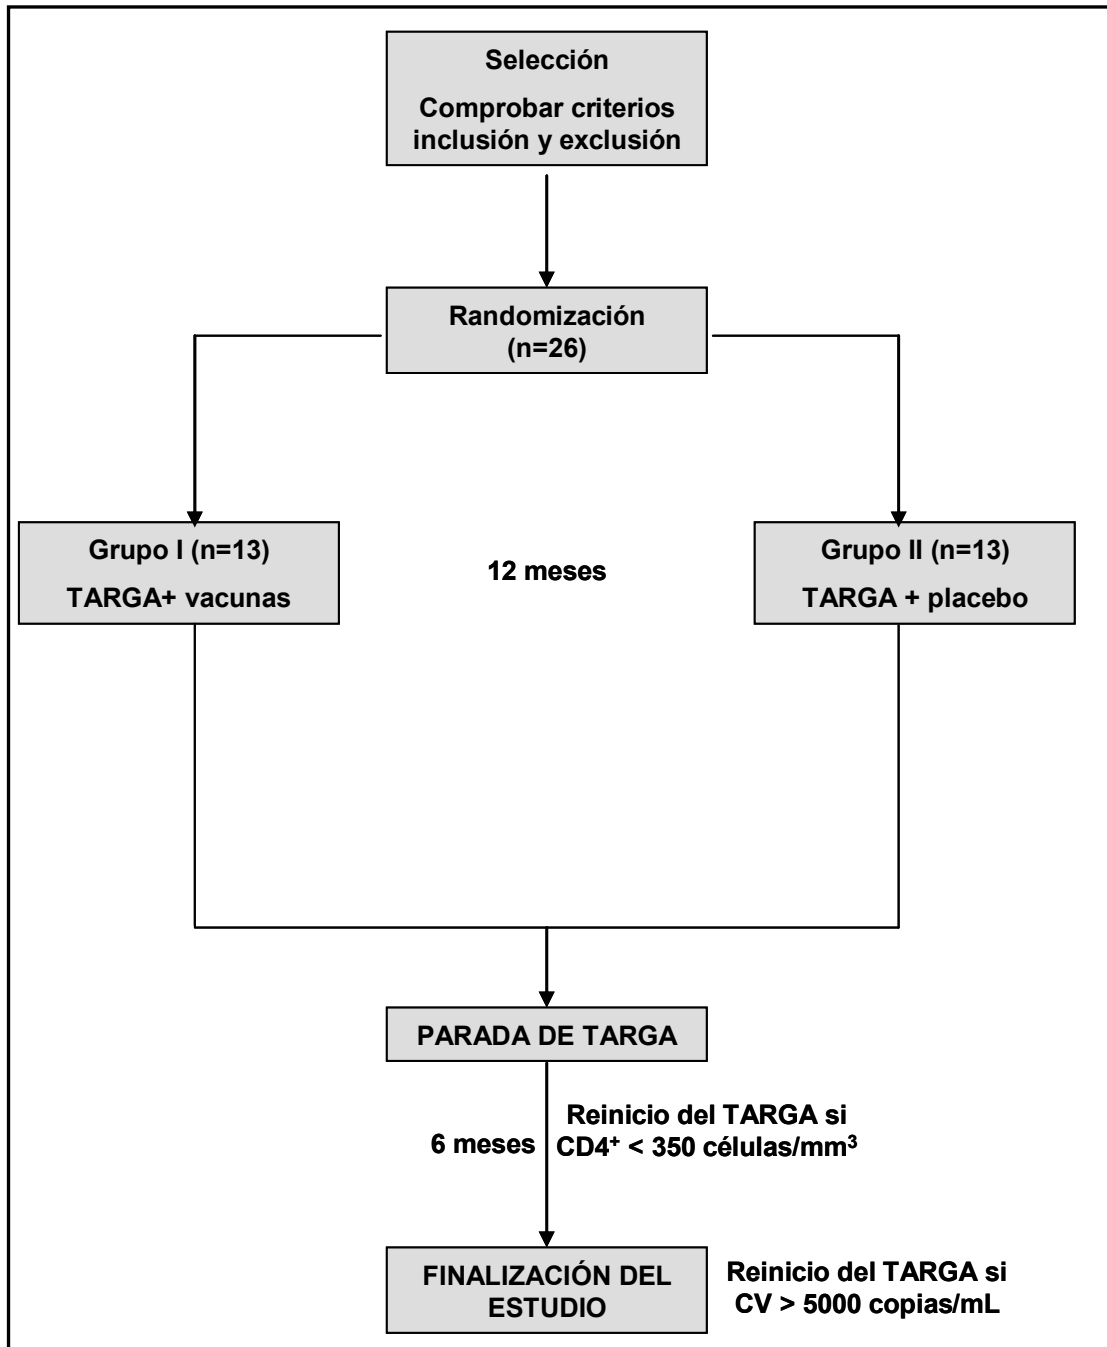 Selección
Comprobar criterios
inclusión y exclusión
Randomización
(n=26)
Grupo I (n=13)
TARGA+ vacunas
12 meses
Grupo II (n=13)
TARGA + placebo
PARADA DE TARGA
6 meses
Reinicio del TARGA si
CD4⁺ < 350 células/mm³
FINALIZACIÓN DEL
ESTUDIO
Reinicio del TARGA si
CV > 5000 copias/mL